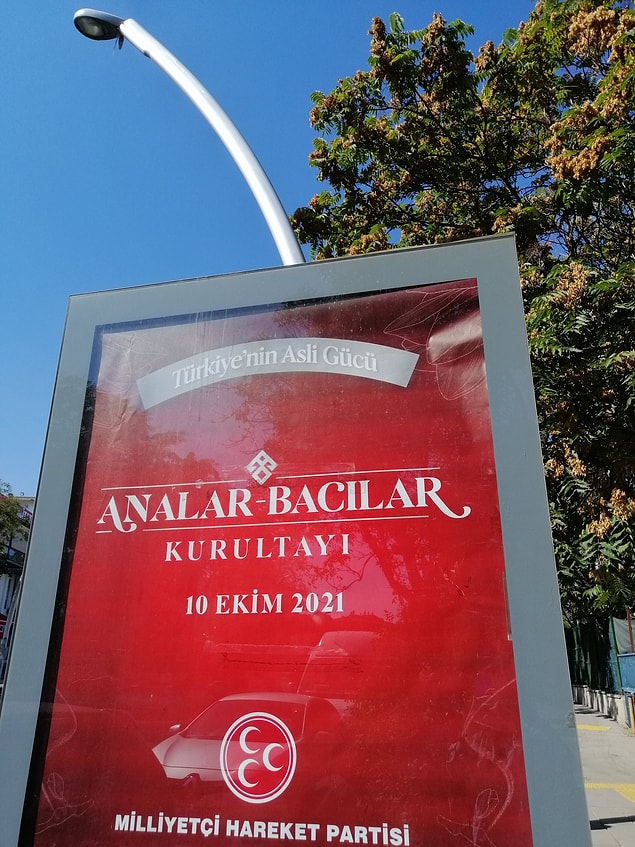 Türkiye'nin Asli Gücü
ANALAR-BACILAR
KURULTAYI
10 EKİM 2021
MİLLİYETÇİ HAREKET PARTİSİ